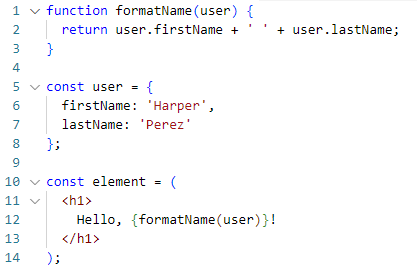 1 function formatName(user) {
2   return user.firstName + ' ' + user.lastName;
3 }
4
5 const user = {
6   firstName: 'Harper',
7   lastName: 'Perez'
8 };
9
10 const element = (
11   <h1>
12     Hello, {formatName(user)}!
13   </h1>
14 );